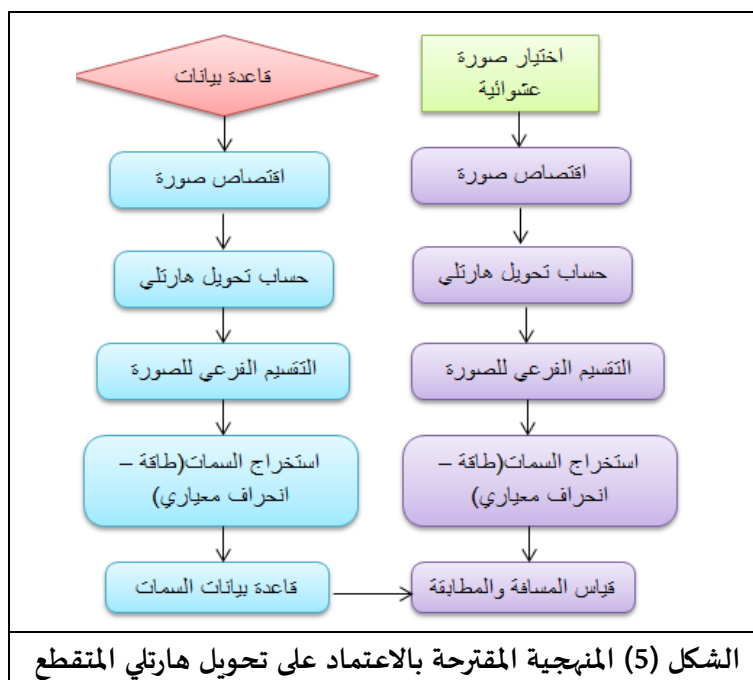 اختيار صورة
عشوائية
اقتصاص صورة
حساب تحويل هارتلي
التقسيم الفرعي للصورة
استخراج السمات(طاقة –
انحراف معياري)
قياس المسافة والمطابقة
قاعدة بيانات
اقتصاص صورة
حساب تحويل هارتلي
التقسيم الفرعي للصورة
استخراج السمات(طاقة –
انحراف معياري)
قاعدة بيانات السمات
الشكل (5) المنهجية المقترحة بالاعتماد على تحويل هارتلي المتقطع